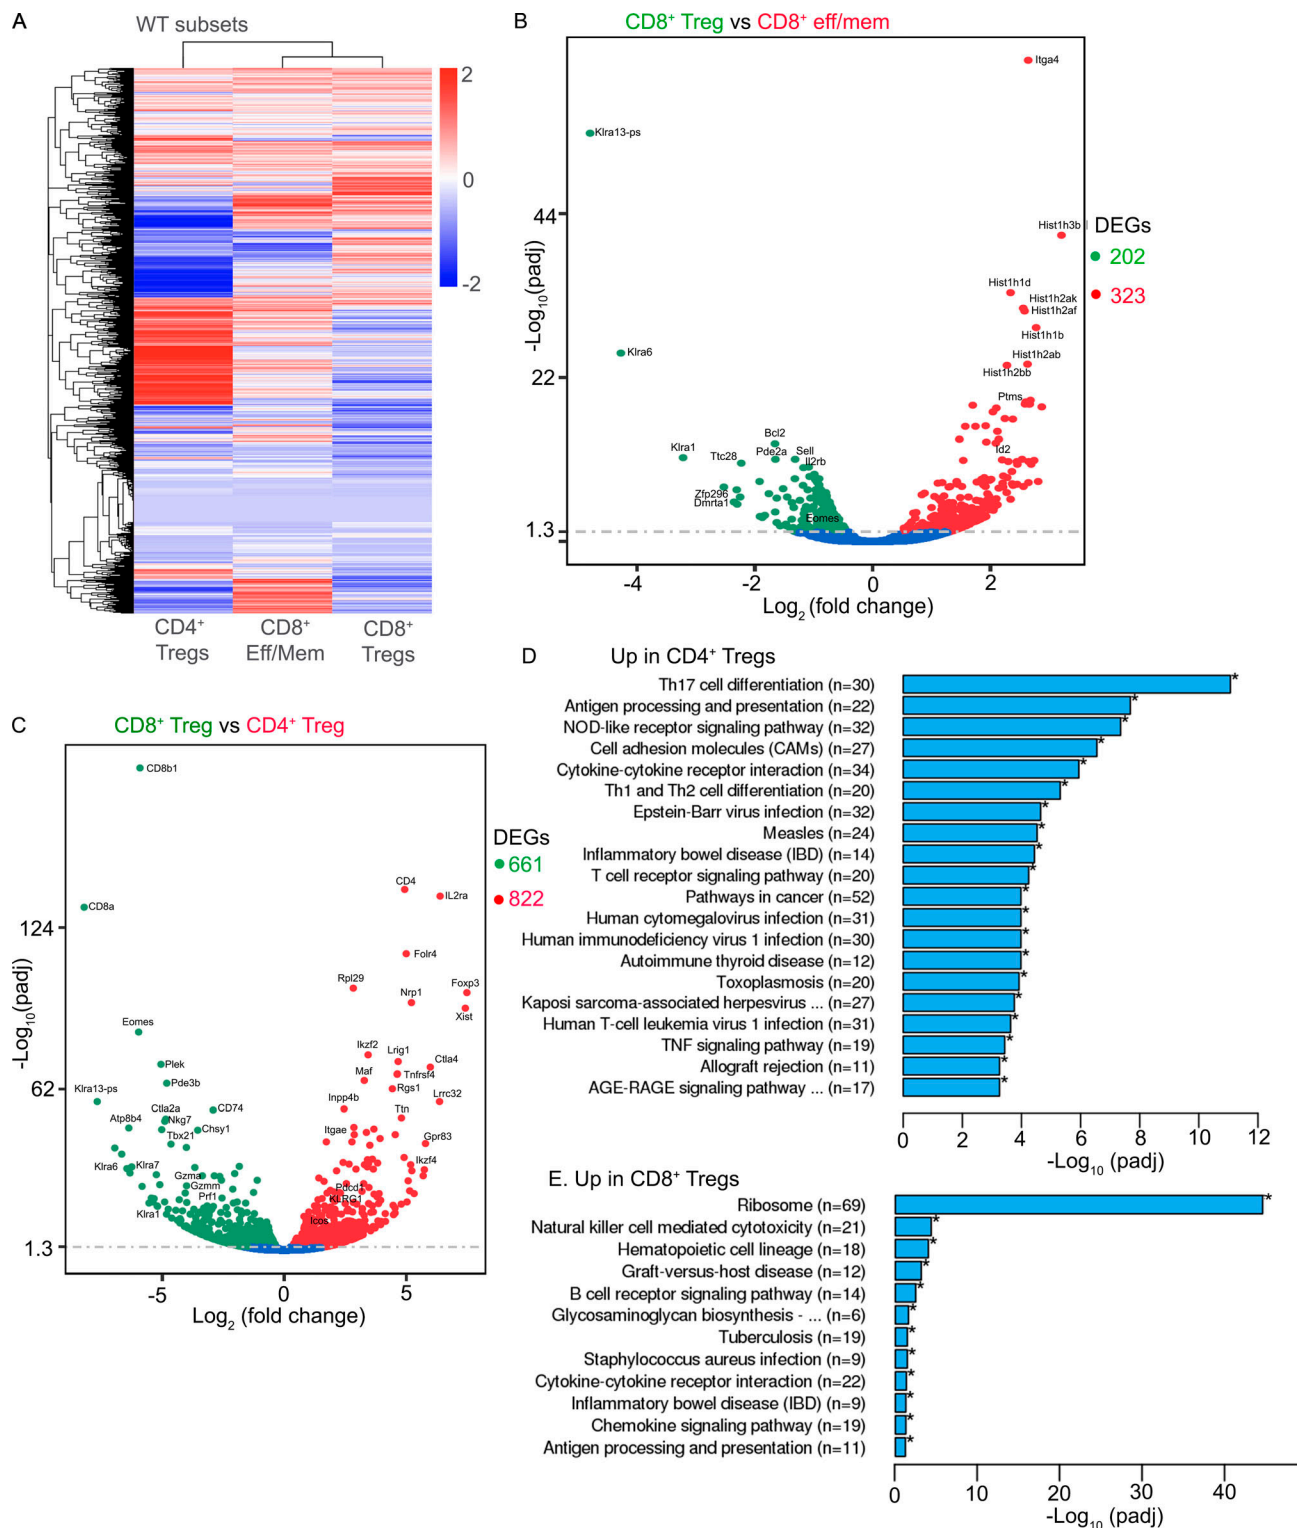 A
WT subsets
2
0
-2
CD4⁺
Tregs
CD8⁺
Eff/Mem
CD8⁺
Tregs
B
CD8⁺ Treg vs CD8⁺ eff/mem
Itga4
Klra13-ps
44
Hist1h3b
DEGs
202
323
Hist1h1d
Hist1h2ak
Hist1h2af
Hist1h1b
Hist1h2ab
Hist1h2bb
Klra6
22
Ptms
Bcl2
Id2
Klra1
Pde2a
Sell
Ttc28
Il2rb
Zfp296
Dmrta1
Eomes
1.3
-Log₁₀(padj)
-4
-2
0
2
Log₂ (fold change)
C
CD8⁺ Treg vs CD4⁺ Treg
CD8b1
DEGs
661
822
CD4
IL2ra
CD8a
124
Folr4
Rpl29
Foxp3
Nrp1
Xist
Eomes
Ikzf2
Lrig1
Plek
Ctla4
Maf
Tnfrsf4
Pde3b
Rgs1
62
Klra13-ps
Inpp4b
Lrrc32
Ctla2a
CD74
Ttn
Atp8b4
Nkg7
Chsy1
Tbx21
Itgae
Gpr83
Klra6
Klra7
Ikzf4
Gzma
Gzmm
Pdcd1
Prf1
KLRG1
Klra1
Icos
1.3
-Log₁₀(padj)
-5
0
5
Log₂ (fold change)
D
Up in CD4⁺ Tregs
Th17 cell differentiation (n=30)
Antigen processing and presentation (n=22)
NOD-like receptor signaling pathway (n=32)
Cell adhesion molecules (CAMs) (n=27)
Cytokine-cytokine receptor interaction (n=34)
Th1 and Th2 cell differentiation (n=20)
Epstein-Barr virus infection (n=32)
Measles (n=24)
Inflammatory bowel disease (IBD) (n=14)
T cell receptor signaling pathway (n=20)
Pathways in cancer (n=52)
Human cytomegalovirus infection (n=31)
Human immunodeficiency virus 1 infection (n=30)
Autoimmune thyroid disease (n=12)
Toxoplasmosis (n=20)
Kaposi sarcoma-associated herpesvirus ... (n=27)
Human T-cell leukemia virus 1 infection (n=31)
TNF signaling pathway (n=19)
Allograft rejection (n=11)
AGE-RAGE signaling pathway ... (n=17)
0
2
4
6
8
10
12
-Log₁₀ (padj)
E. Up in CD8⁺ Tregs
Ribosome (n=69)
Natural killer cell mediated cytotoxicity (n=21)
Hematopoietic cell lineage (n=18)
Graft-versus-host disease (n=12)
B cell receptor signaling pathway (n=14)
Glycosaminoglycan biosynthesis - ... (n=6)
Tuberculosis (n=19)
Staphylococcus aureus infection (n=9)
Cytokine-cytokine receptor interaction (n=22)
Inflammatory bowel disease (IBD) (n=9)
Chemokine signaling pathway (n=19)
Antigen processing and presentation (n=11)
0
10
20
30
40
-Log₁₀ (padj)